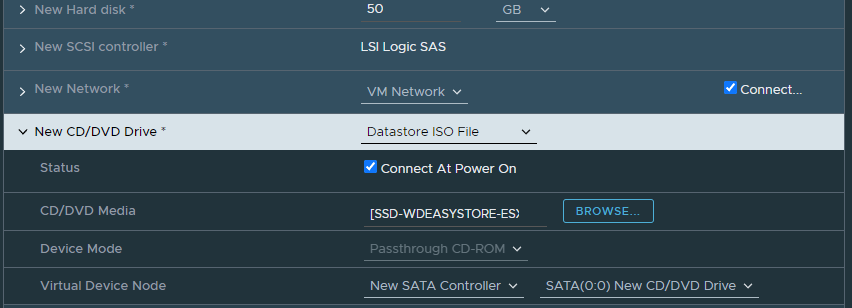 New Hard disk * 50 GB
New SCSI controller * LSI Logic SAS
New Network * VM Network Connect...
New CD/DVD Drive * Datastore ISO File
Status Connect At Power On
CD/DVD Media [SSD-WDEASYSTORE-ES BROWSE...
Device Mode Passthrough CD-ROM
Virtual Device Node New SATA Controller SATA(0:0) New CD/DVD Drive